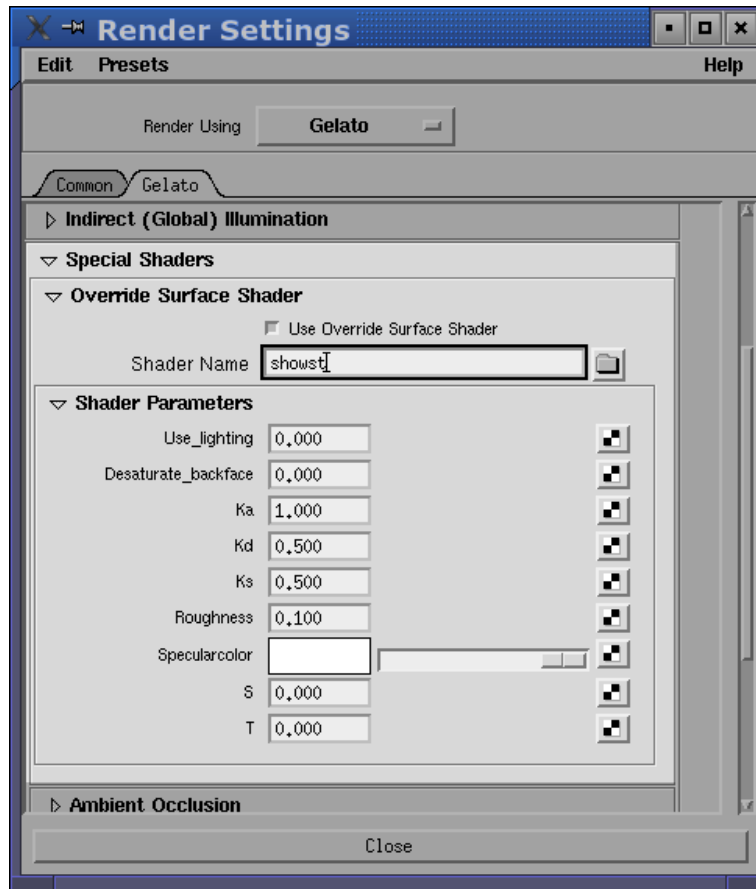 Render Settings
Edit Presets Help
Render Using Gelato
Common Gelato
Indirect (Global) Illumination
Special Shaders
Override Surface Shader
Use Override Surface Shader
Shader Name showst
Shader Parameters
Use_lighting 0.000
Desaturate_backface 0.000
Ka 1.000
Kd 0.500
Ks 0.500
Roughness 0.100
Specularcolor
S 0.000
T 0.000
Ambient Occlusion
Close